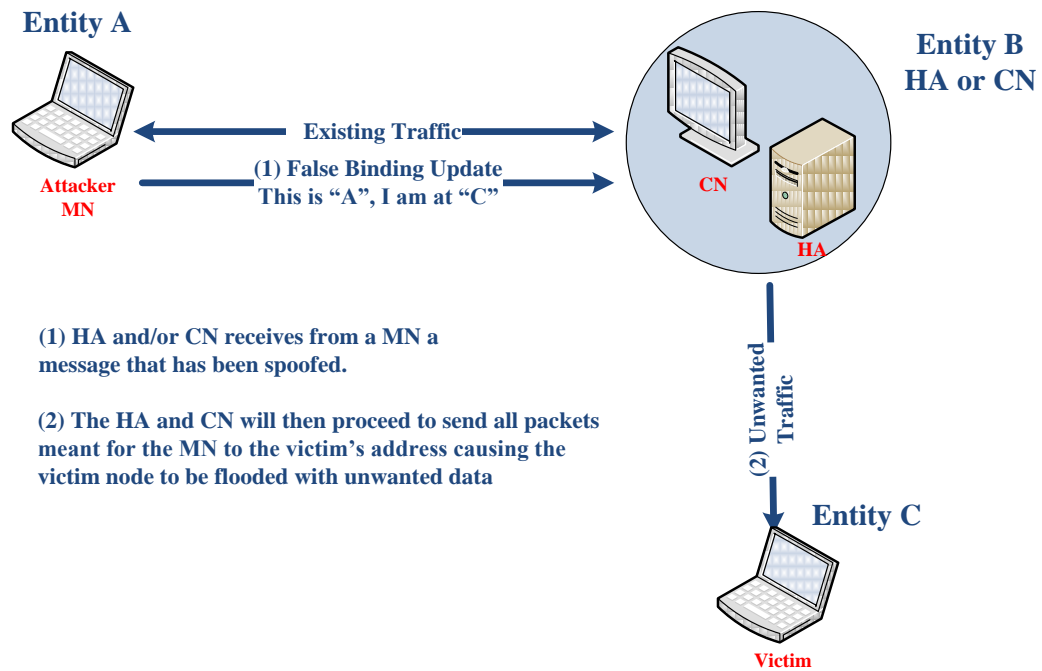 Entity A
Entity B
HA or CN
Existing Traffic
(1) False Binding Update
This is “A”, I am at “C”
Attacker
MN
CN
HA
(1) HA and/or CN receives from a MN a
message that has been spoofed.
(2) The HA and CN will then proceed to send all packets
meant for the MN to the victim’s address causing the
victim node to be flooded with unwanted data
(2) Unwanted
Traffic
Entity C
Victim